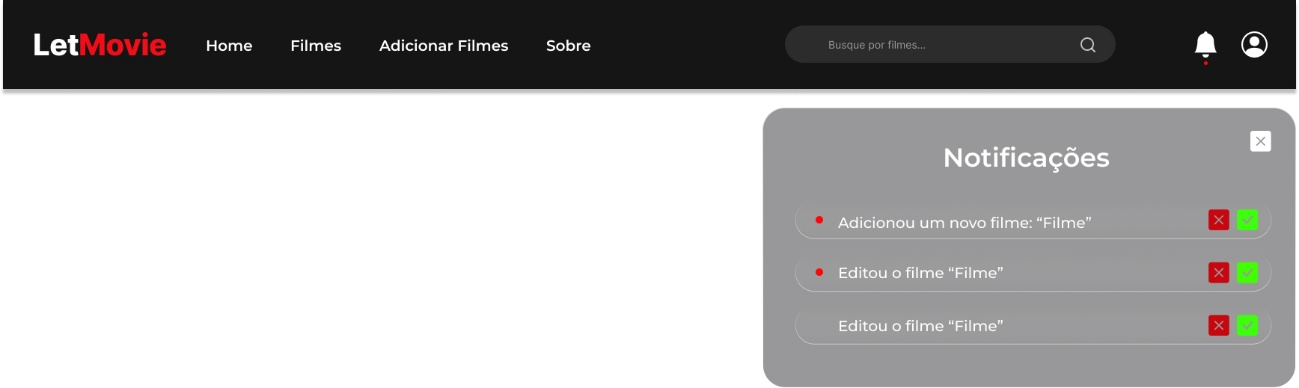 LetMovie Home Filmes Adicionar Filmes Sobre Busque por filmes...
Notificações
Adicionou um novo filme: “Filme”
Editou o filme “Filme”
Editou o filme “Filme”